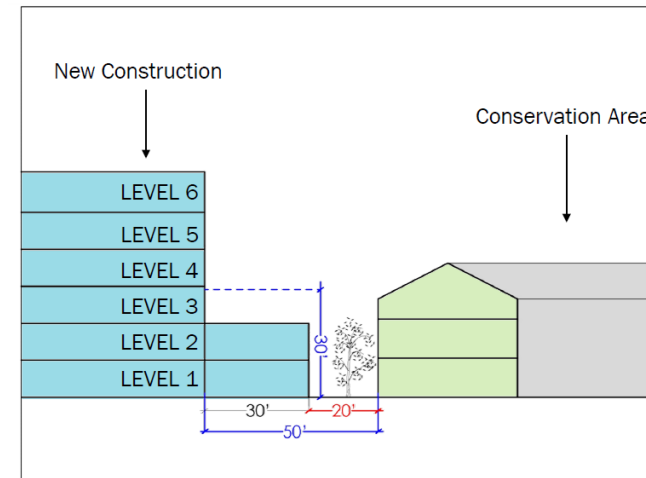 New Construction
Conservation Area
LEVEL 6
LEVEL 5
LEVEL 4
LEVEL 3
LEVEL 2
LEVEL 1
30'
30'
20'
50'